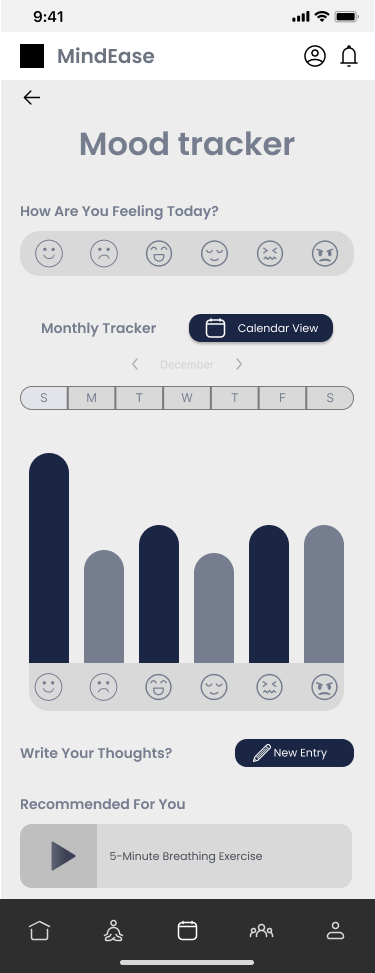 9:41
MindEase
Mood tracker
How Are You Feeling Today?
Monthly Tracker
Calendar View
December
S M T W T F S
Write Your Thoughts?
New Entry
Recommended For You
5-Minute Breathing Exercise